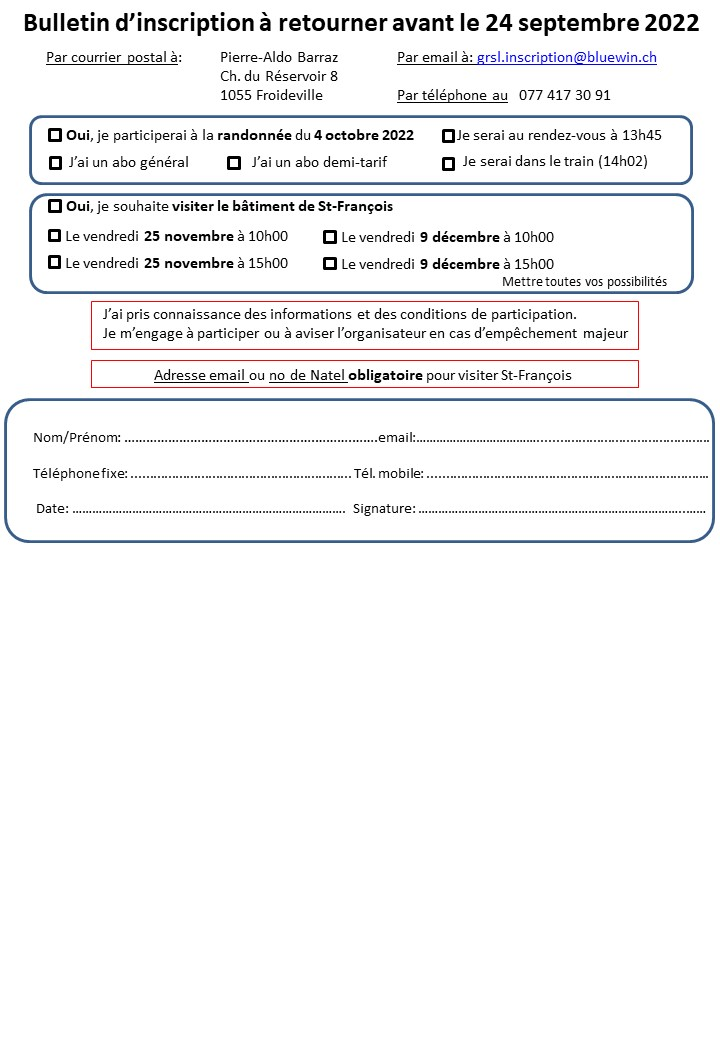 Bulletin d’inscription à retourner avant le 24 septembre 2022
Par courrier postal à: Pierre-Aldo Barraz Par email à: grsl.inscription@bluewin.ch
Ch. du Réservoir 8
1055 Froideville Par téléphone au 077 417 30 91
Oui, je participerai à la randonnée du 4 octobre 2022 Je serai au rendez-vous à 13h45
J’ai un abo général J’ai un abo demi-tarif Je serai dans le train (14h02)
Oui, je souhaite visiter le bâtiment de St-François
Le vendredi 25 novembre à 10h00 Le vendredi 9 décembre à 10h00
Le vendredi 25 novembre à 15h00 Le vendredi 9 décembre à 15h00
Mettre toutes vos possibilités
J’ai pris connaissance des informations et des conditions de participation.
Je m’engage à participer ou à aviser l’organisateur en cas d’empêchement majeur
Adresse email ou no de Natel obligatoire pour visiter St-François
Nom/Prénom: ........................................ email:........................................
Téléphone fixe: ........................................ Tél. mobile: ........................................
Date: ........................................ Signature: ........................................